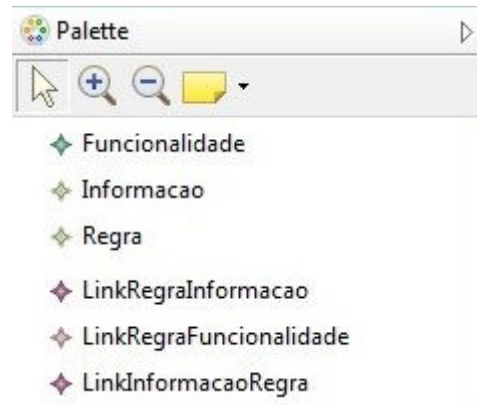 Palette
Funcionalidade
Informacao
Regra
LinkRegraInformacao
LinkRegraFuncionalidade
LinkInformacaoRegra